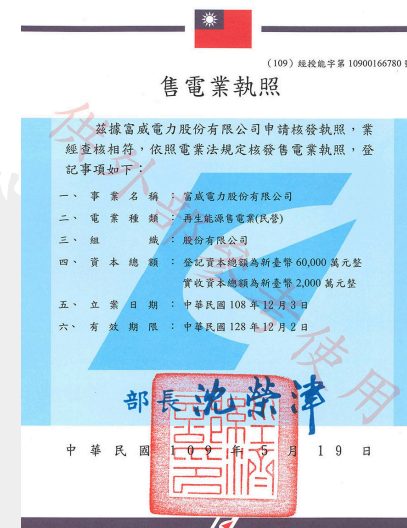 (109) 經授能字第 10900166780 號
售電業執照
茲據富威電力股份有限公司申請核發執照，業
經查核相符，依照電業法規定核發售電業執照，登
記事項如下：
一、事業名稱：富威電力股份有限公司
二、電業種類：再生能源售電業(民營)
三、組織：股份有限公司
四、資本總額：登記資本總額為新臺幣 60,000 萬元整
實收資本總額為新臺幣 2,000 萬元整
五、立案日期：中華民國 108 年 12 月 3 日
六、有效期限：中華民國 128 年 12 月 2 日
供外部參考使用
部長 沈榮津
中華民國 109 年 5 月 19 日